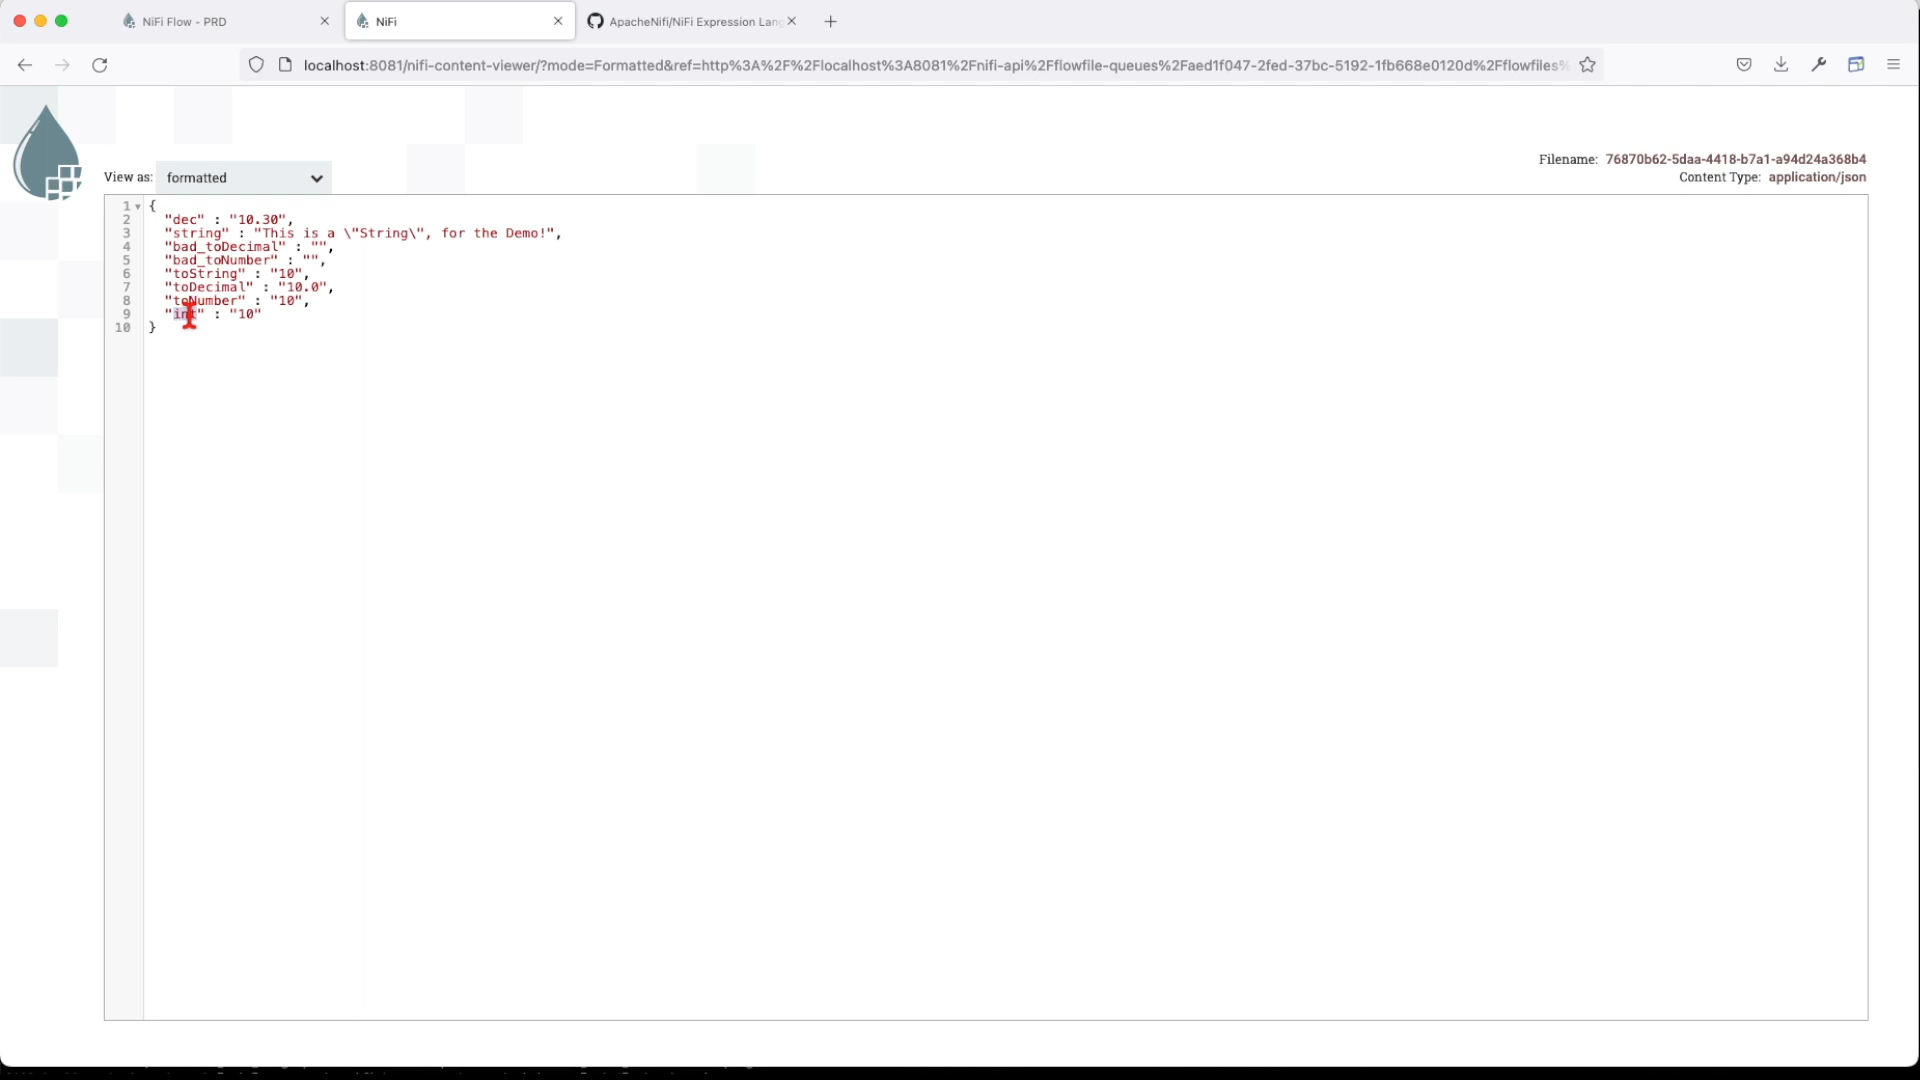 NiFi Flow - PRD
NiFi
ApacheNifi/NiFi Expression Lang
localhost:8081/nifi-content-viewer/?mode=Formatted&ref=http%3A%2F%2Flocalhost%3A8081%2Fnifi-api%2Fflowfile-queues%2Faed1f047-2fed-37bc-5192-1fb668e0120d%2Fflowfiles%
Filename: 76870b62-5daa-4418-b7a1-a94d24a368b4
View as: formatted
Content Type: application/json
1 {
2 "dec" : "10.30",
3 "string" : "This is a \"String\", for the Demo!",
4 "bad_toDecimal" : "",
5 "bad_toNumber" : "",
6 "toString" : "10",
7 "toDecimal" : "10.0",
8 "toNumber" : "10",
9 "int" : "10"
10 }